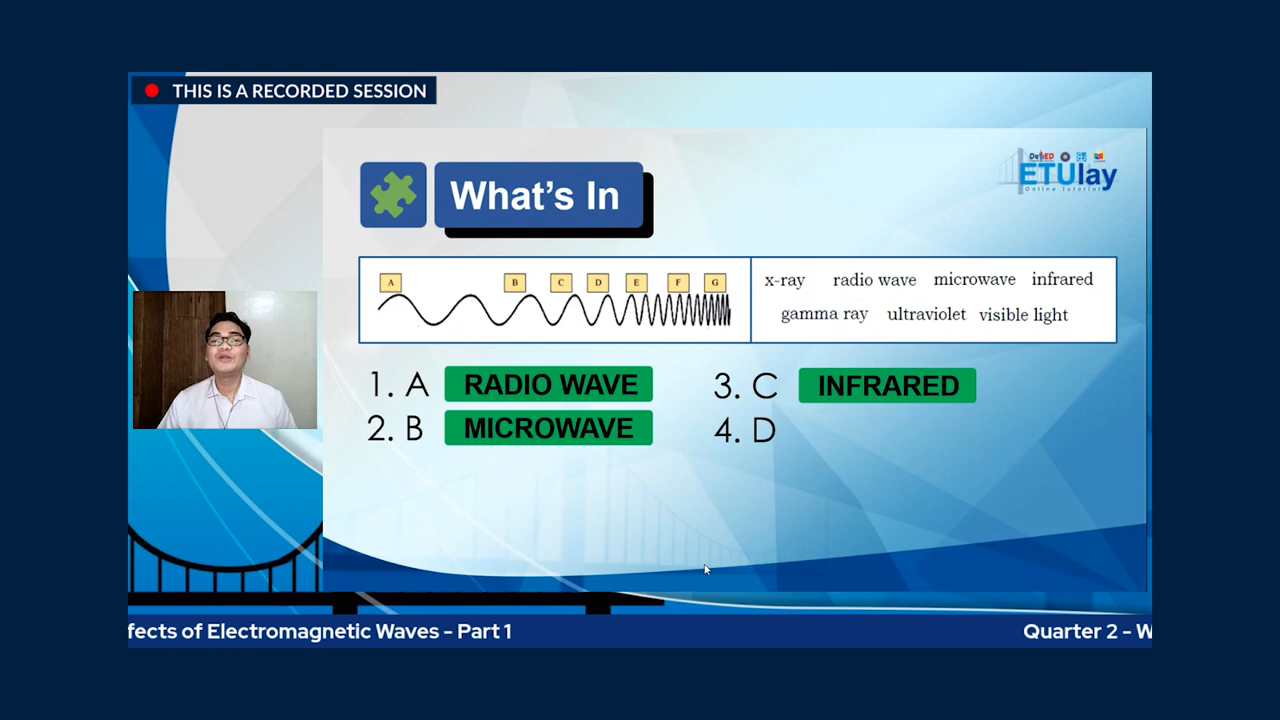 THIS IS A RECORDED SESSION
DepED
ETUlay
Online Tutorial
What's In
A B C D E F G
x-ray radio wave microwave infrared
gamma ray ultraviolet visible light
1. A RADIO WAVE
2. B MICROWAVE
3. C INFRARED
4. D
fects of Electromagnetic Waves - Part 1
Quarter 2 - W